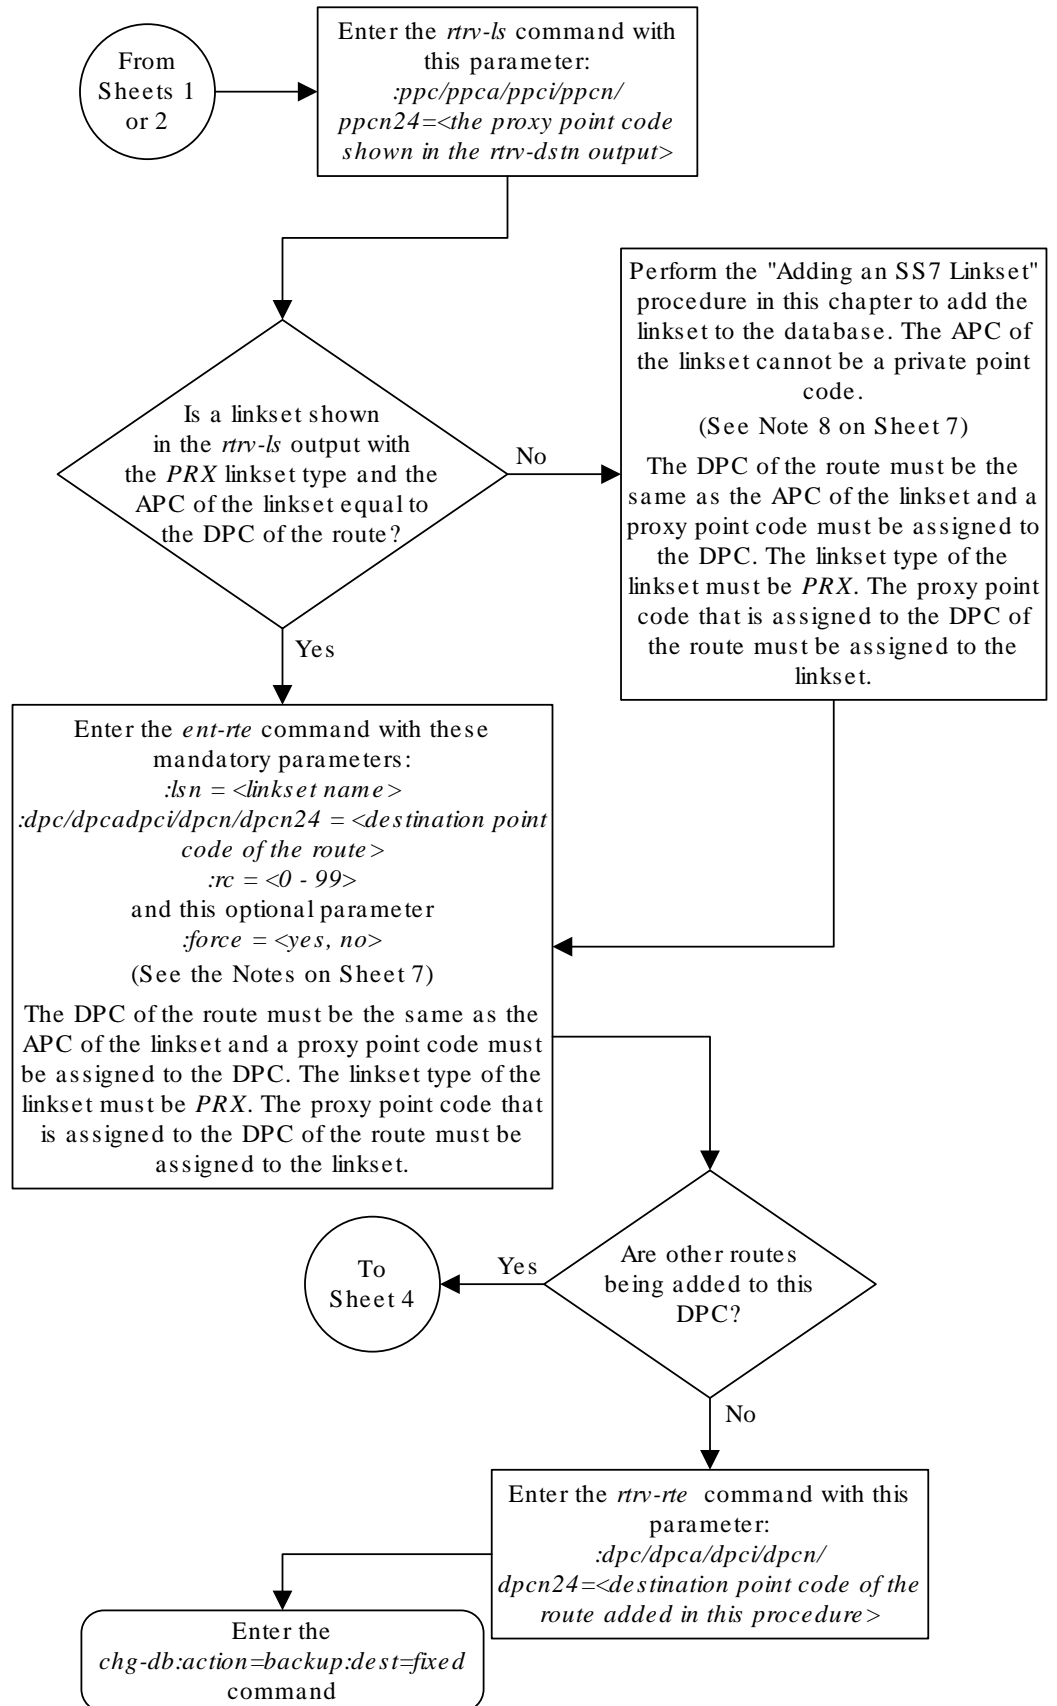 From
Sheets 1
or 2
Enter the rtrv-ls command with
this parameter:
:ppc/ppca/ppci/ppcn/
ppcn24=<the proxy point code
shown in the rtrv-dstn output>
Is a linkset shown
in the rtrv-ls output with
the PRX linkset type and the
APC of the linkset equal to
the DPC of the route?
No
Perform the "Adding an SS7 Linkset"
procedure in this chapter to add the
linkset to the database. The APC of
the linkset cannot be a private point
code.
(See Note 8 on Sheet 7)
The DPC of the route must be the
same as the APC of the linkset and a
proxy point code must be assigned to
the DPC. The linkset type of the
linkset must be PRX. The proxy point
code that is assigned to the DPC of
the route must be assigned to the
linkset.
Yes
Enter the ent-rte command with these
mandatory parameters:
:lsn = <linkset name>
:dpc/dpcadpci/dpcn/dpcn24 = <destination point
code of the route>
:rc = <0 - 99>
and this optional parameter
:force = <yes, no>
(See the Notes on Sheet 7)
The DPC of the route must be the same as the
APC of the linkset and a proxy point code must
be assigned to the DPC. The linkset type of the
linkset must be PRX. The proxy point code that
is assigned to the DPC of the route must be
assigned to the linkset.
Are other routes
being added to this
DPC?
Yes
To
Sheet 4
No
Enter the rtrv-rte command with this
parameter:
:dpc/dpca/dpci/dpcn/
dpcn24=<destination point code of the
route added in this procedure>
Enter the
chg-db:action=backup:dest=fixed
command